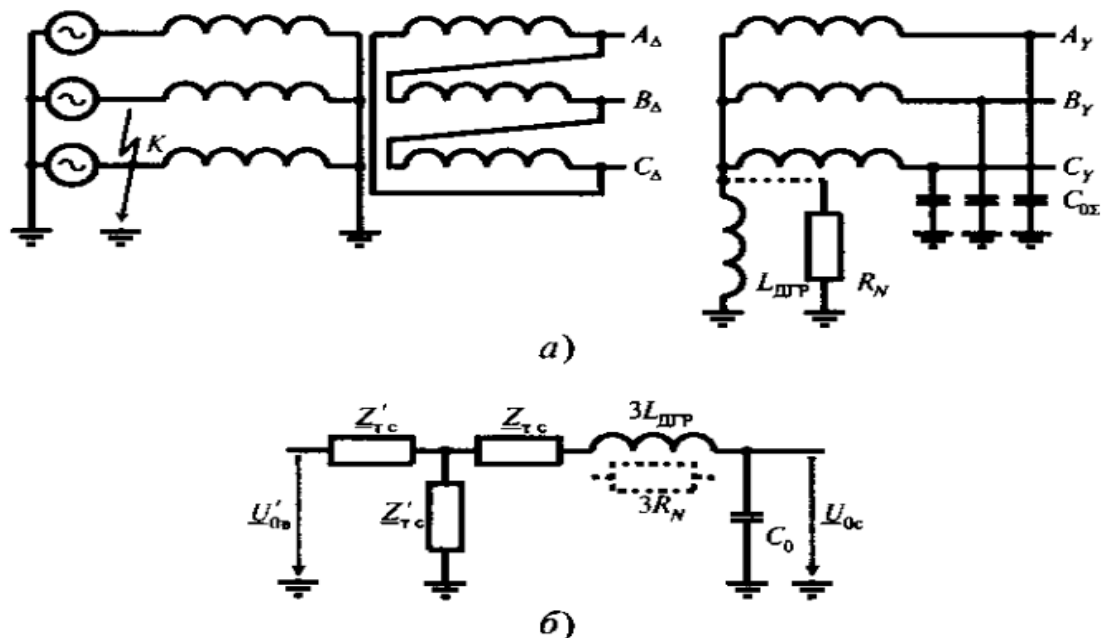 A_Δ
A_Y
K
B_Δ
B_Y
C_Δ
C_Y
C_0Σ
L_ДГР
R_N
а)
Z'_т с
Z_т с
3L_ДГР
U'_0в
Z'_т с
3R_N
C_0
U_0с
б)